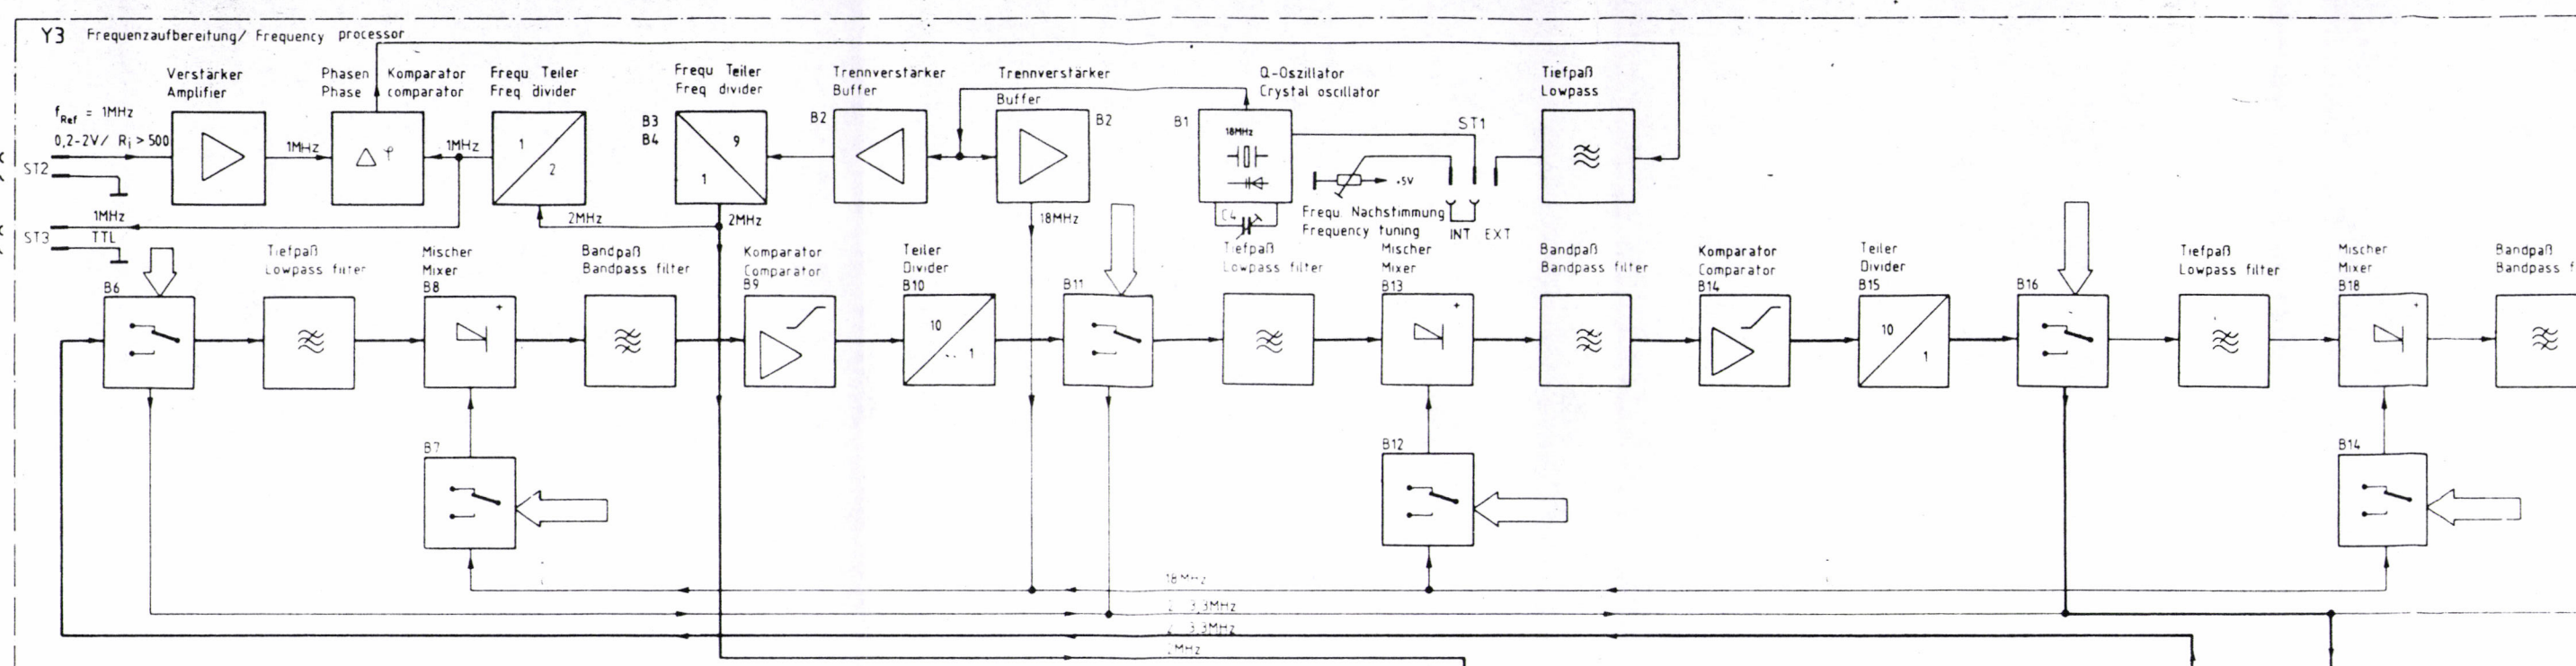 Y3 Frequenzaufbereitung/ Frequency processor
Verstärker
Amplifier
Phasen Komparator
Phase comparator
Frequ Teiler
Freq divider
Frequ Teiler
Freq divider
Trennverstärker
Buffer
Trennverstärker
Buffer
Q-Oszillator
Crystal oscillator
Tiefpaß
Lowpass
fRef = 1MHz
0,2-2V/ Ri > 500
ST2
1MHz
Δφ
1MHz
1
2
B3
B4
9
1
B2
B2
B1
18MHz
C4
ST1
+5V
Frequ. Nachstimmung
Frequency tuning
INT EXT
1MHz
ST3
TTL
2MHz
2MHz
18MHz
B6
Tiefpaß
Lowpass filter
Mischer
Mixer
B8
+
Bandpaß
Bandpass filter
Komparator
Comparator
B9
Teiler
Divider
B10
10
1
B11
Tiefpaß
Lowpass filter
Mischer
Mixer
B13
+
Bandpaß
Bandpass filter
Komparator
Comparator
B14
Teiler
Divider
B15
10
1
B16
Tiefpaß
Lowpass filter
Mischer
Mixer
B18
+
Bandpaß
Bandpass f
B7
B12
B14
18MHz
3,3MHz
3,3MHz
2MHz